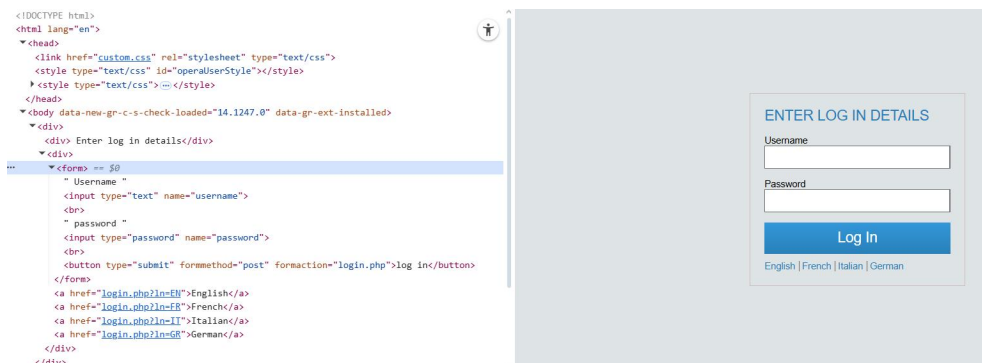 <!DOCTYPE html>
<html lang="en">
<head>
<link href="custom.css" rel="stylesheet" type="text/css">
<style type="text/css" id="operaUserStyle"></style>
<style type="text/css">⋯</style>
</head>
<body data-new-gr-c-s-check-loaded="14.1247.0" data-gr-ext-installed>
<div>
<div> Enter log in details</div>
<div>
<form> == $0
" Username "
<input type="text" name="username">
<br>
" password "
<input type="password" name="password">
<br>
<button type="submit" formmethod="post" formaction="login.php">log in</button>
</form>
<a href="login.php?ln=EN">English</a>
<a href="login.php?ln=FR">French</a>
<a href="login.php?ln=IT">Italian</a>
<a href="login.php?ln=GR">German</a>
</div>
</div>
ENTER LOG IN DETAILS
Username
Password
Log In
English | French | Italian | German